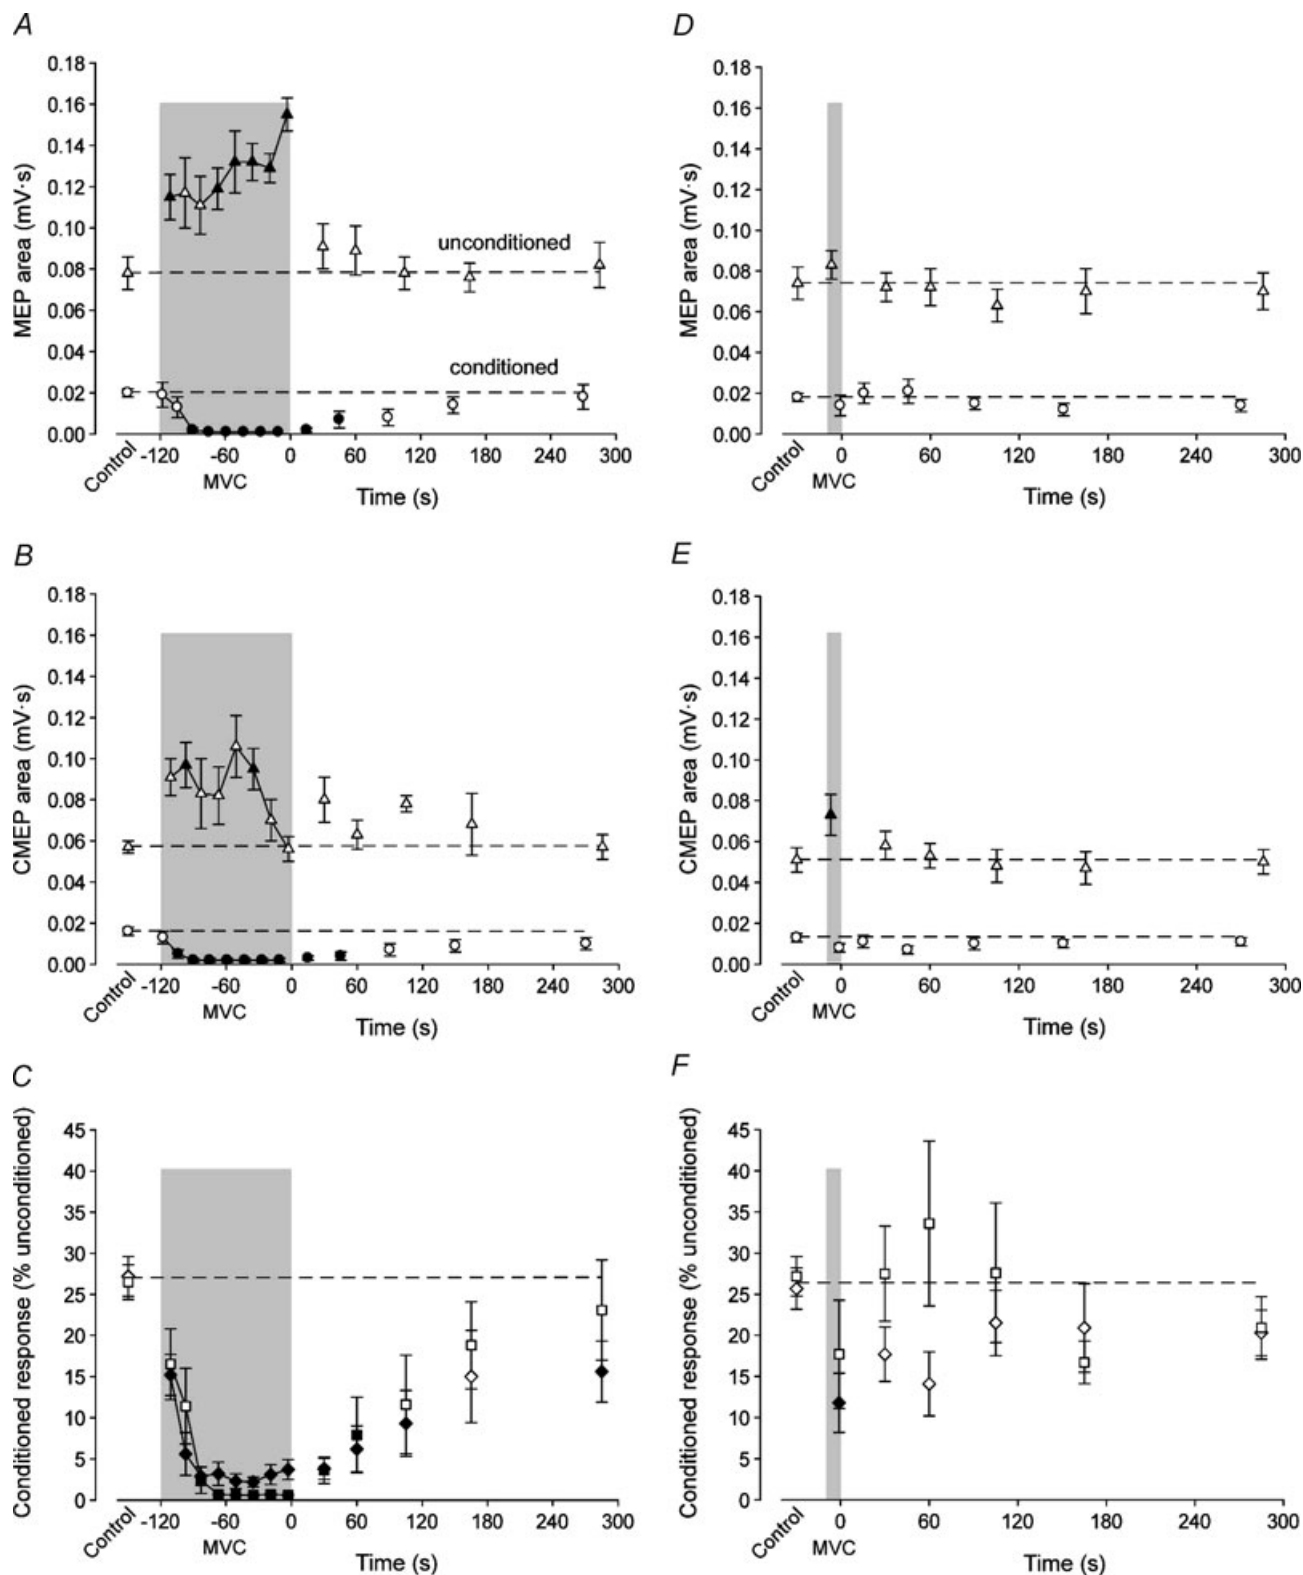 A
MEP area (mV·s)
0.18
0.16
0.14
0.12
0.10
0.08
0.06
0.04
0.02
0.00
unconditioned
conditioned
Control -120 -60 0 60 120 180 240 300
MVC
Time (s)
D
MEP area (mV·s)
0.18
0.16
0.14
0.12
0.10
0.08
0.06
0.04
0.02
0.00
Control 0 60 120 180 240 300
MVC
Time (s)
B
CMEP area (mV·s)
0.18
0.16
0.14
0.12
0.10
0.08
0.06
0.04
0.02
0.00
Control -120 -60 0 60 120 180 240 300
MVC
Time (s)
E
CMEP area (mV·s)
0.18
0.16
0.14
0.12
0.10
0.08
0.06
0.04
0.02
0.00
Control 0 60 120 180 240 300
MVC
Time (s)
C
Conditioned response (% unconditioned)
45
40
35
30
25
20
15
10
5
0
Control -120 -60 0 60 120 180 240 300
MVC
Time (s)
F
Conditioned response (% unconditioned)
45
40
35
30
25
20
15
10
5
0
Control 0 60 120 180 240 300
MVC
Time (s)